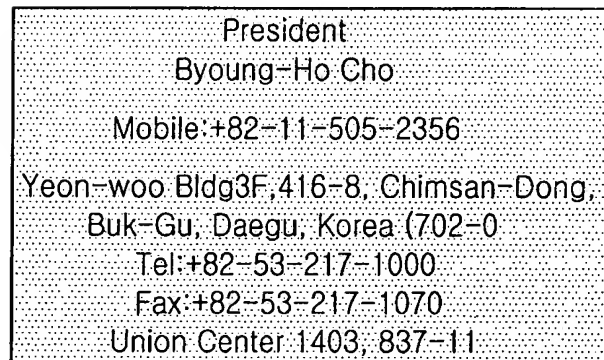 President
Byoung-Ho Cho
Mobile:+82-11-505-2356
Yeon-woo Bldg3F,416-8, Chimsan-Dong,
Buk-Gu, Daegu, Korea (702-0
Tel:+82-53-217-1000
Fax:+82-53-217-1070
Union Center 1403, 837-11